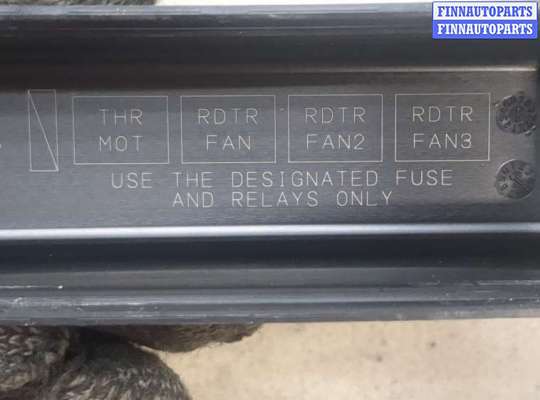 FINNAUTOPARTS
FINNAUTOPARTS
THR MOT
RDTR FAN
RDTR FAN2
RDTR FAN3
USE THE DESIGNATED FUSE
AND RELAYS ONLY